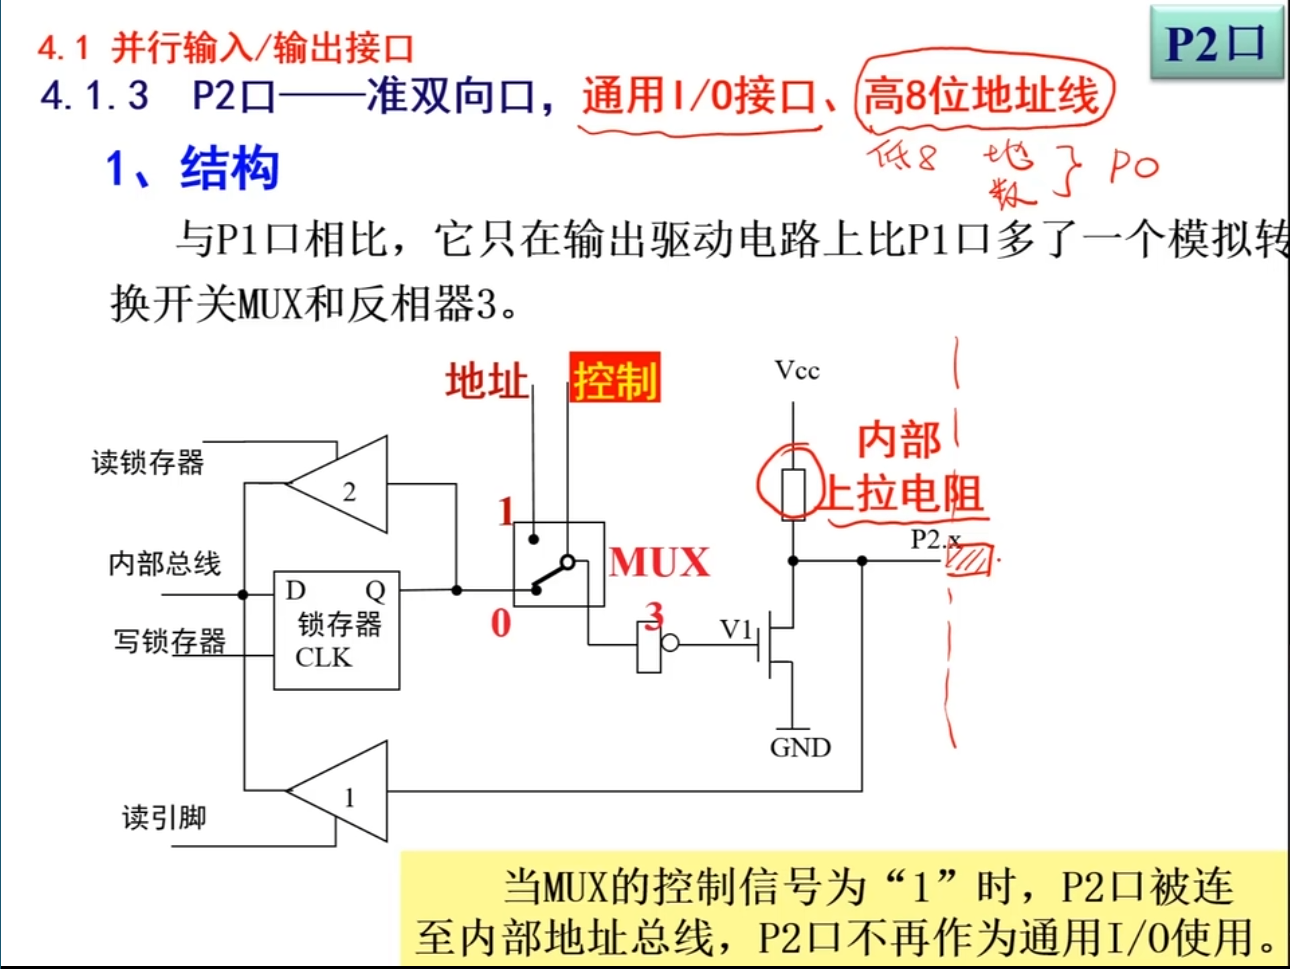 P2口
4.1 并行输入/输出接口
4.1.3 P2口——准双向口，通用I/O接口、高8位地址线
低8 地
数 } P0
1、结构
与P1口相比，它只在输出驱动电路上比P1口多了一个模拟转
换开关MUX和反相器3。
地址 控制
Vcc
内部
上拉电阻
读锁存器
2
1
P2.x
内部总线
MUX
D Q
锁存器
0
3
写锁存器
CLK
V1
GND
读引脚
1
当MUX的控制信号为“1”时，P2口被连
至内部地址总线，P2口不再作为通用I/O使用。